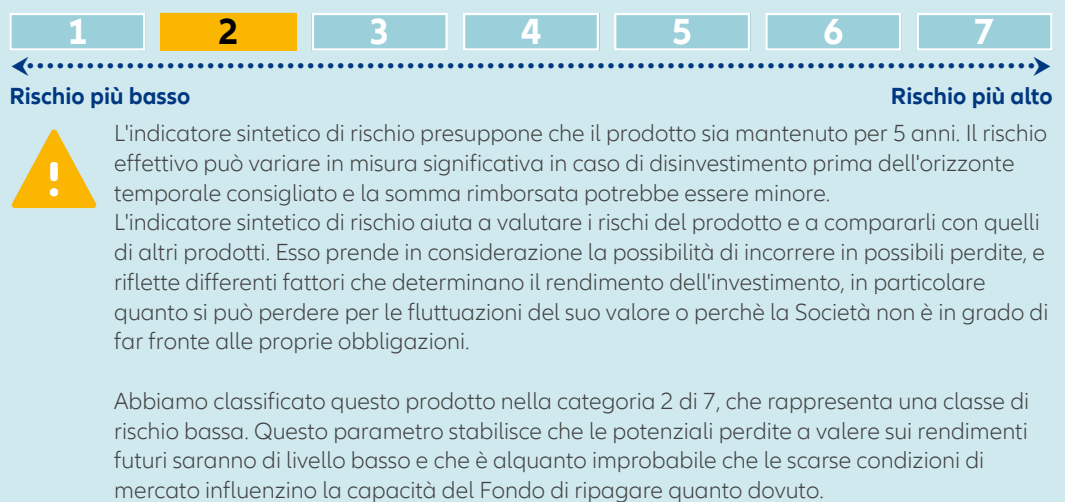 1 2 3 4 5 6 7
Rischio più basso Rischio più alto
!
L'indicatore sintetico di rischio presuppone che il prodotto sia mantenuto per 5 anni. Il rischio
effettivo può variare in misura significativa in caso di disinvestimento prima dell'orizzonte
temporale consigliato e la somma rimborsata potrebbe essere minore.
L'indicatore sintetico di rischio aiuta a valutare i rischi del prodotto e a compararli con quelli
di altri prodotti. Esso prende in considerazione la possibilità di incorrere in possibili perdite, e
riflette differenti fattori che determinano il rendimento dell'investimento, in particolare
quanto si può perdere per le fluttuazioni del suo valore o perchè la Società non è in grado di
far fronte alle proprie obbligazioni.
Abbiamo classificato questo prodotto nella categoria 2 di 7, che rappresenta una classe di
rischio bassa. Questo parametro stabilisce che le potenziali perdite a valere sui rendimenti
futuri saranno di livello basso e che è alquanto improbabile che le scarse condizioni di
mercato influenzino la capacità del Fondo di ripagare quanto dovuto.